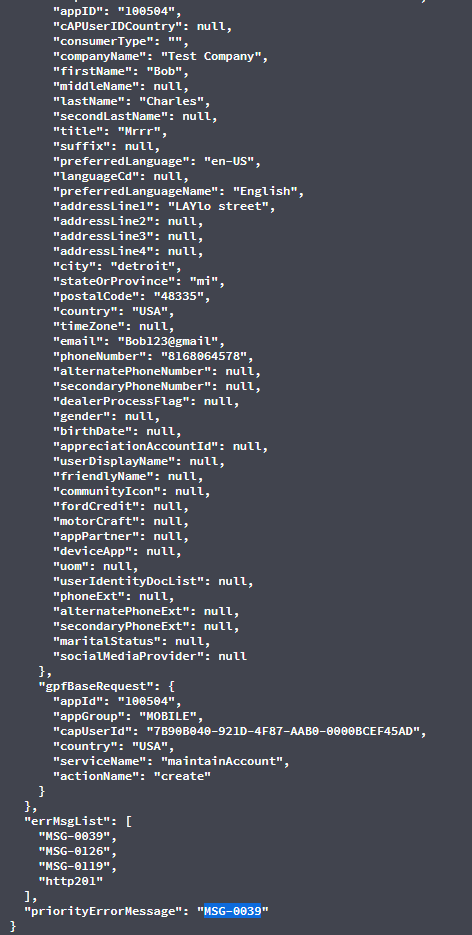 "appID": "100504",
"cAPUserIDCountry": null,
"consumerType": "",
"companyName": "Test Company",
"firstName": "Bob",
"middleName": null,
"lastName": "Charles",
"secondLastName": null,
"title": "Mrrr",
"suffix": null,
"preferredLanguage": "en-US",
"languageCd": null,
"preferredLanguageName": "English",
"addressLine1": "LAYlo street",
"addressLine2": null,
"addressLine3": null,
"addressLine4": null,
"city": "detroit",
"stateOrProvince": "mi",
"postalCode": "48335",
"country": "USA",
"timeZone": null,
"email": "Bob123@gmail",
"phoneNumber": "8168064578",
"alternatePhoneNumber": null,
"secondaryPhoneNumber": null,
"dealerProcessFlag": null,
"gender": null,
"birthDate": null,
"appreciationAccountId": null,
"userDisplayName": null,
"friendlyName": null,
"communityIcon": null,
"fordCredit": null,
"motorCraft": null,
"appPartner": null,
"deviceApp": null,
"uom": null,
"userIdentityDocList": null,
"phoneExt": null,
"alternatePhoneExt": null,
"secondaryPhoneExt": null,
"maritalStatus": null,
"socialMediaProvider": null
},
"gpfBaseRequest": {
"appId": "100504",
"appGroup": "MOBILE",
"capUserId": "7B90B040-921D-4F87-AAB0-0000BCEF45AD",
"country": "USA",
"serviceName": "maintainAccount",
"actionName": "create"
}
},
"errMsgList": [
"MSG-0039",
"MSG-0126",
"MSG-0119",
"http201"
],
"priorityErrorMessage": "MSG-0039"
}